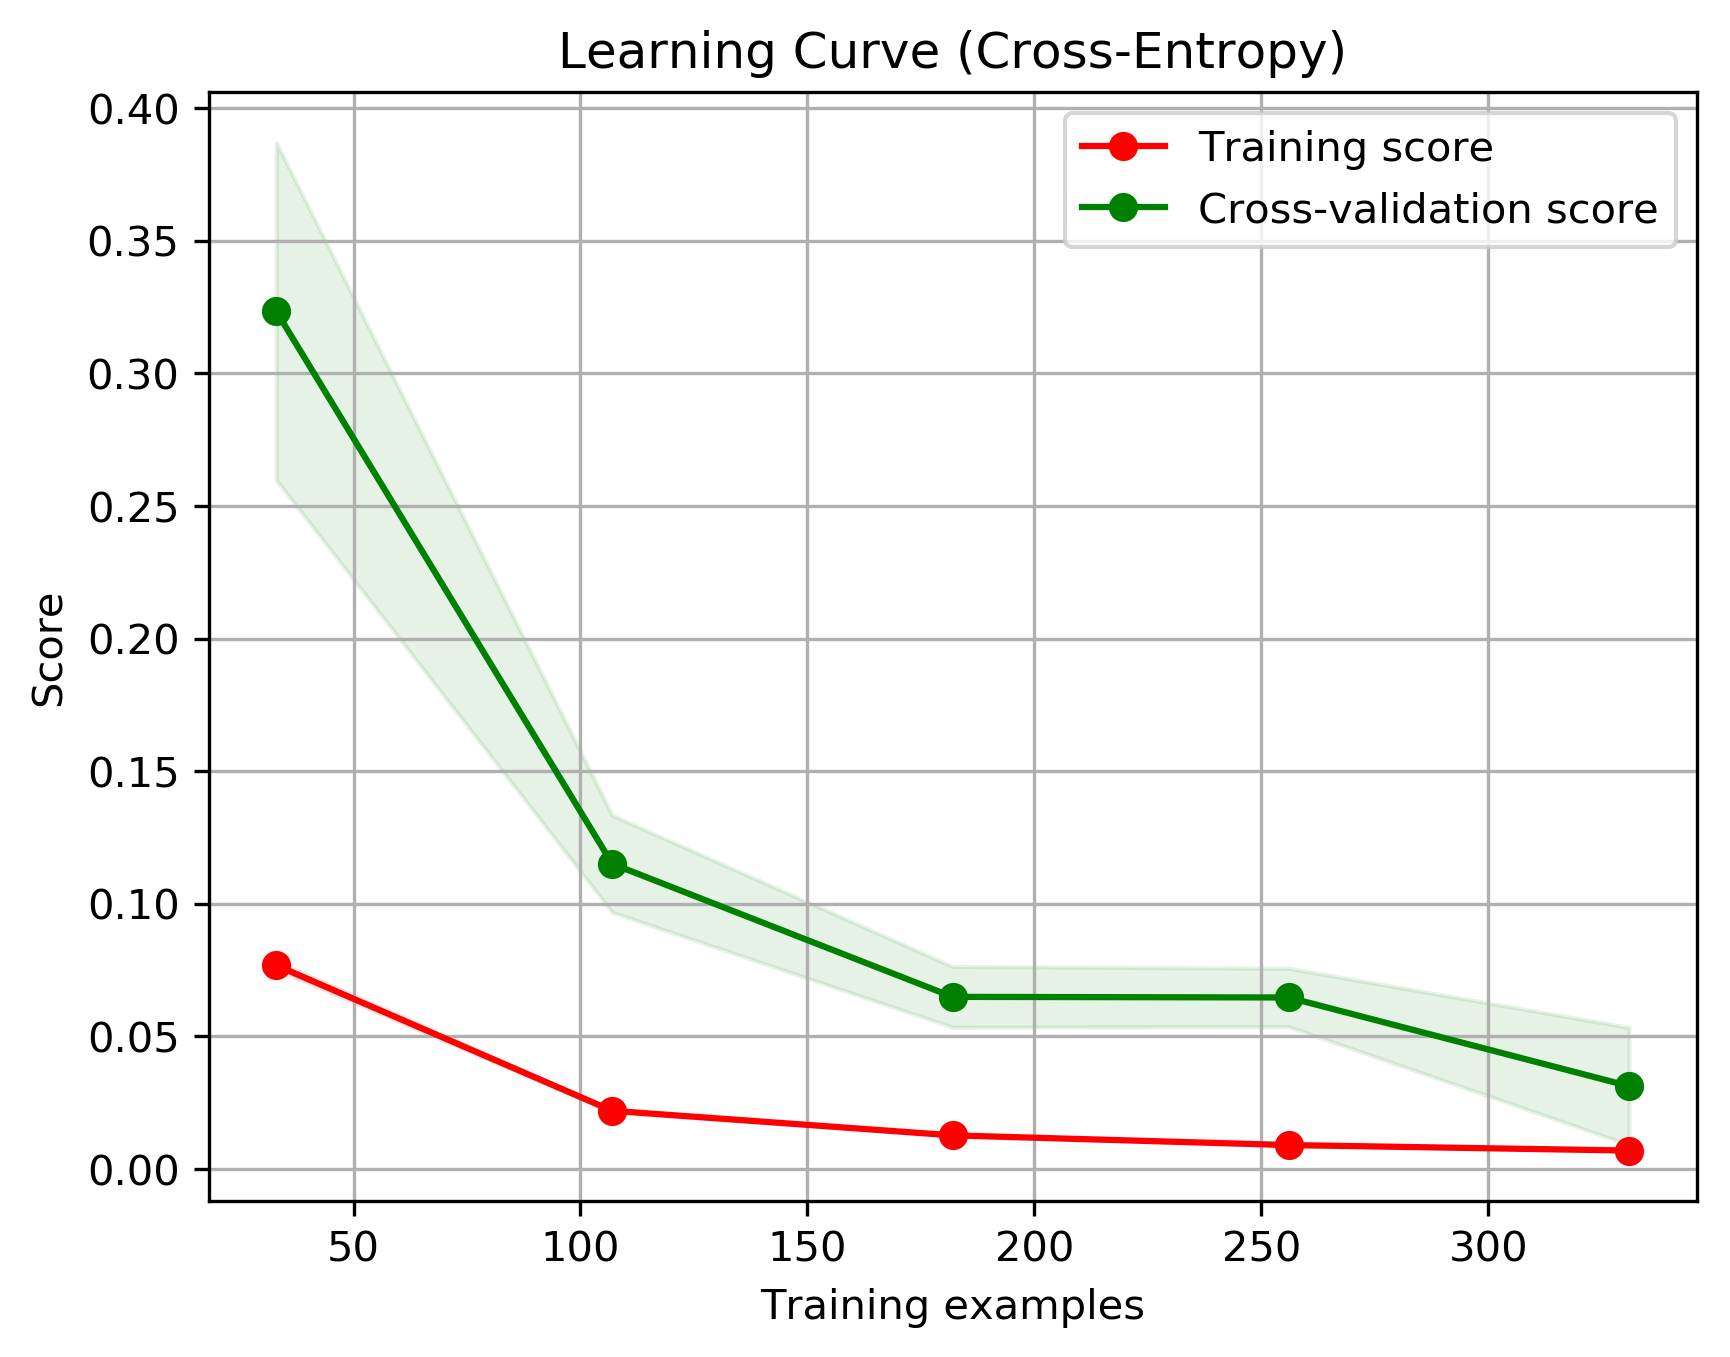 Learning Curve (Cross-Entropy)
Training score
Cross-validation score
0.40
0.35
0.30
0.25
0.20
0.15
0.10
0.05
0.00
Score
50 100 150 200 250 300
Training examples